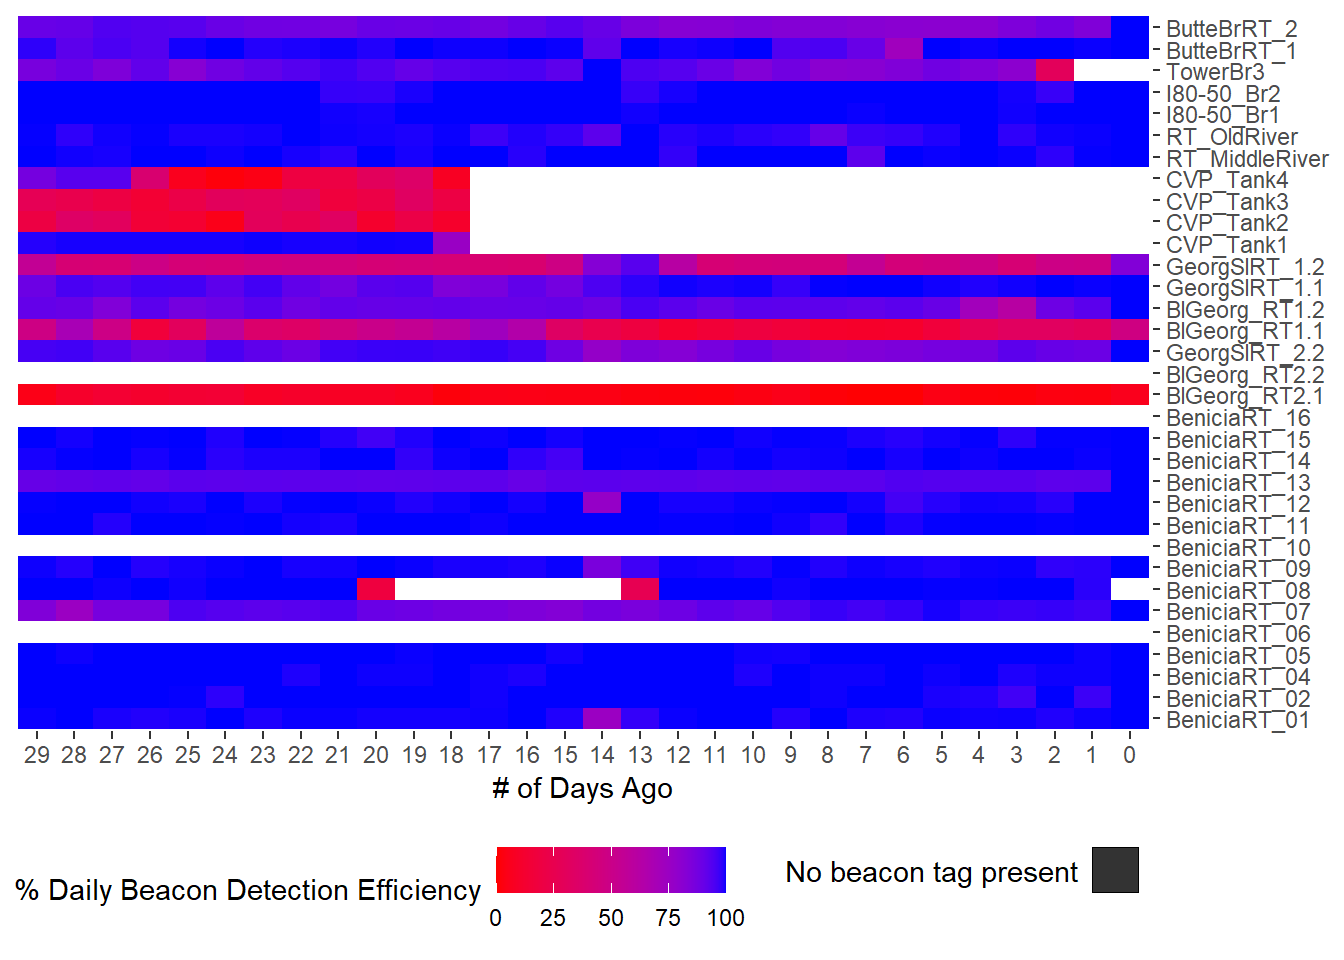 ButteBrRT_2
ButteBrRT_1
TowerBr3
I80-50_Br2
I80-50_Br1
RT_OldRiver
RT_MiddleRiver
CVP_Tank4
CVP_Tank3
CVP_Tank2
CVP_Tank1
GeorgSlRT_1.2
GeorgSlRT_1.1
BlGeorg_RT1.2
BlGeorg_RT1.1
GeorgSlRT_2.2
BlGeorg_RT2.2
BlGeorg_RT2.1
BeniciaRT_16
BeniciaRT_15
BeniciaRT_14
BeniciaRT_13
BeniciaRT_12
BeniciaRT_11
BeniciaRT_10
BeniciaRT_09
BeniciaRT_08
BeniciaRT_07
BeniciaRT_06
BeniciaRT_05
BeniciaRT_04
BeniciaRT_02
BeniciaRT_01
29 28 27 26 25 24 23 22 21 20 19 18 17 16 15 14 13 12 11 10 9 8 7 6 5 4 3 2 1 0
# of Days Ago
% Daily Beacon Detection Efficiency
0 25 50 75 100
No beacon tag present